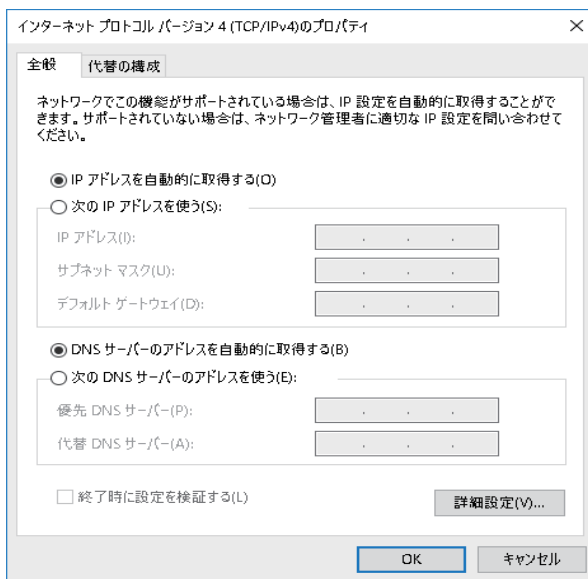 インターネット プロトコル バージョン 4 (TCP/IPv4)のプロパティ
全般
代替の構成
ネットワークでこの機能がサポートされている場合は、IP 設定を自動的に取得することがで
きます。サポートされていない場合は、ネットワーク管理者に適切な IP 設定を問い合わせて
ください。
IP アドレスを自動的に取得する(O)
次の IP アドレスを使う(S):
IP アドレス(I):
サブネット マスク(U):
デフォルト ゲートウェイ(D):
DNS サーバーのアドレスを自動的に取得する(B)
次の DNS サーバーのアドレスを使う(E):
優先 DNS サーバー(P):
代替 DNS サーバー(A):
終了時に設定を検証する(L)
詳細設定(V)...
OK
キャンセル